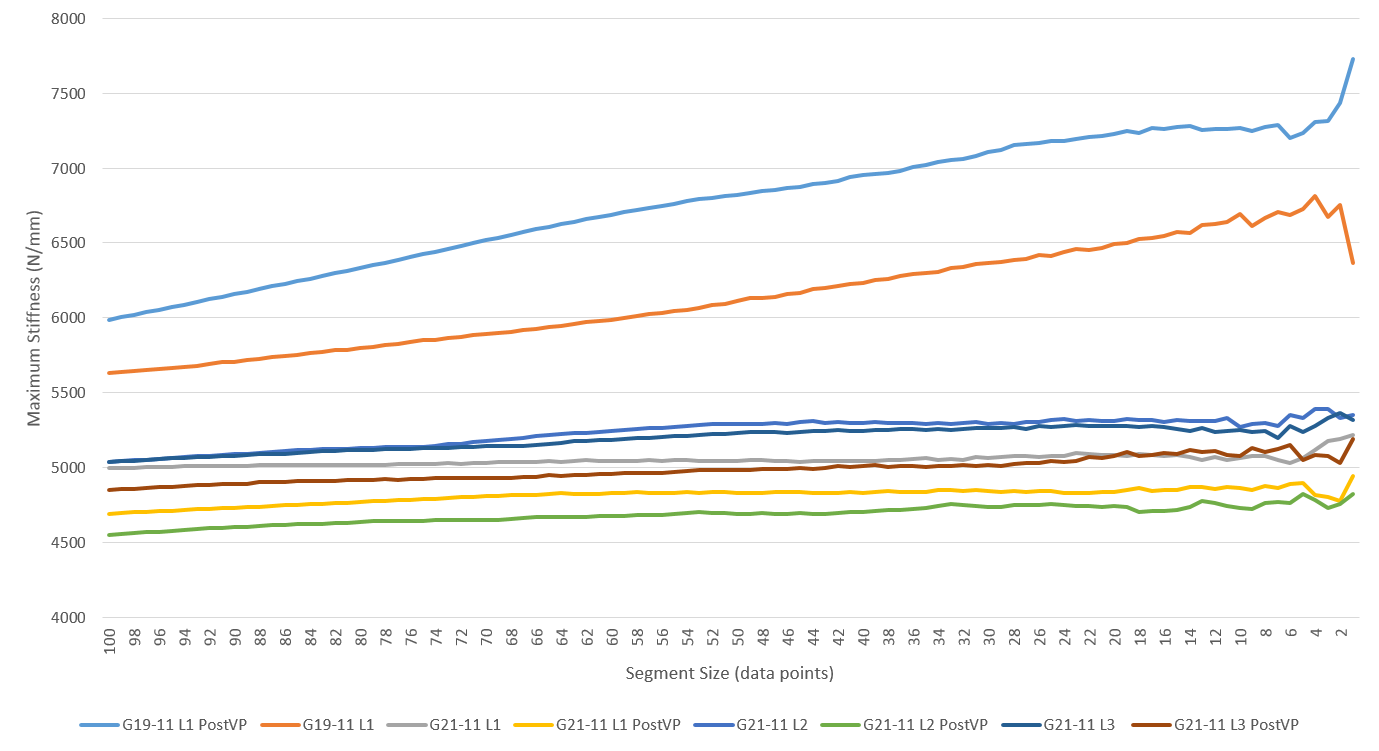 8000
7500
7000
6500
6000
5500
5000
4500
4000
Maximum Stiffness (N/mm)
100 98 96 94 92 90 88 86 84 82 80 78 76 74 72 70 68 66 64 62 60 58 56 54 52 50 48 46 44 42 40 38 36 34 32 30 28 26 24 22 20 18 16 14 12 10 8 6 4 2
Segment Size (data points)
G19-11 L1 PostVP G19-11 L1 G21-11 L1 G21-11 L1 PostVP G21-11 L2 G21-11 L2 PostVP G21-11 L3 G21-11 L3 PostVP